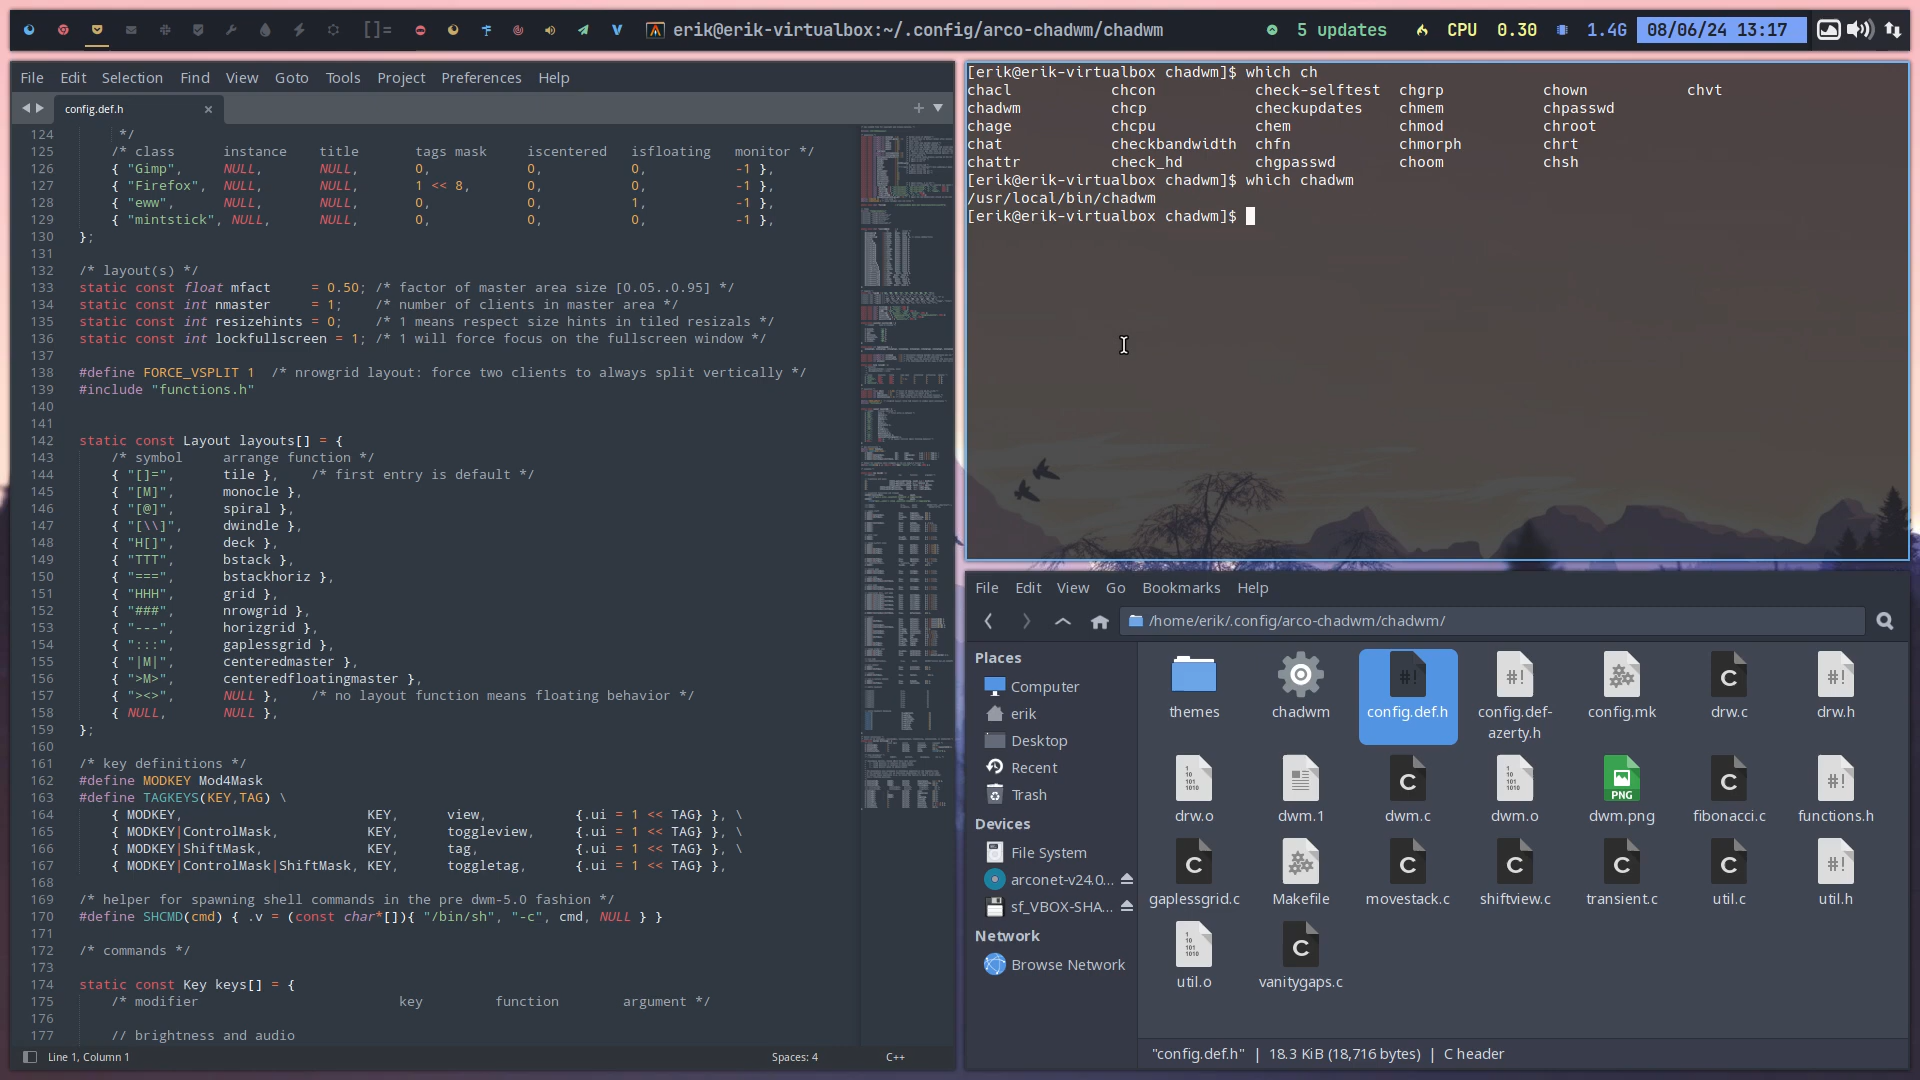 []= erik@erik-virtualbox:~/.config/arco-chadwm/chadwm 5 updates CPU 0.30 1.4G 08/06/24 13:17
File Edit Selection Find View Goto Tools Project Preferences Help
config.def.h
124 */
125 /* class instance title tags mask iscentered isfloating monitor */
126 { "Gimp", NULL, NULL, 0, 0, 0, -1 },
127 { "Firefox", NULL, NULL, 1 << 8, 0, 0, -1 },
128 { "eww", NULL, NULL, 0, 0, 1, -1 },
129 { "mintstick", NULL, NULL, 0, 0, 0, -1 },
130 };
131
132 /* layout(s) */
133 static const float mfact = 0.50; /* factor of master area size [0.05..0.95] */
134 static const int nmaster = 1; /* number of clients in master area */
135 static const int resizehints = 0; /* 1 means respect size hints in tiled resizals */
136 static const int lockfullscreen = 1; /* 1 will force focus on the fullscreen window */
137
138 #define FORCE_VSPLIT 1 /* nrowgrid layout: force two clients to always split vertically */
139 #include "functions.h"
140
141
142 static const Layout layouts[] = {
143 /* symbol arrange function */
144 { "[]=", tile }, /* first entry is default */
145 { "[M]", monocle },
146 { "[@]", spiral },
147 { "[\\]", dwindle },
148 { "H[]", deck },
149 { "TTT", bstack },
150 { "===", bstackhoriz },
151 { "HHH", grid },
152 { "###", nrowgrid },
153 { "---", horizgrid },
154 { ":::", gaplessgrid },
155 { "|M|", centeredmaster },
156 { ">M>", centeredfloatingmaster },
157 { "><>", NULL }, /* no layout function means floating behavior */
158 { NULL, NULL },
159 };
160
161 /* key definitions */
162 #define MODKEY Mod4Mask
163 #define TAGKEYS(KEY,TAG) \
164 { MODKEY, KEY, view, {.ui = 1 << TAG} }, \
165 { MODKEY|ControlMask, KEY, toggleview, {.ui = 1 << TAG} }, \
166 { MODKEY|ShiftMask, KEY, tag, {.ui = 1 << TAG} }, \
167 { MODKEY|ControlMask|ShiftMask, KEY, toggletag, {.ui = 1 << TAG} },
168
169 /* helper for spawning shell commands in the pre dwm-5.0 fashion */
170 #define SHCMD(cmd) { .v = (const char*[]){ "/bin/sh", "-c", cmd, NULL } }
171
172 /* commands */
173
174 static const Key keys[] = {
175 /* modifier key function argument */
176
177 // brightness and audio
Line 1, Column 1 Spaces: 4 C++
[erik@erik-virtualbox chadwm]$ which ch
chacl chcon check-selftest chgrp chown chvt
chadwm chcp checkupdates chmem chpasswd
chage chcpu chem chmod chroot
chat checkbandwidth chfn chmorph chrt
chattr check_hd chgpasswd choom chsh
[erik@erik-virtualbox chadwm]$ which chadwm
/usr/local/bin/chadwm
[erik@erik-virtualbox chadwm]$
File Edit View Go Bookmarks Help
/home/erik/.config/arco-chadwm/chadwm/
Places
Computer
erik
Desktop
Recent
Trash
Devices
File System
arconet-v24.0...
sf_VBOX-SHA...
Network
Browse Network
themes chadwm config.def.h config.def-azerty.h config.mk drw.c drw.h
drw.o dwm.1 dwm.c dwm.o dwm.png fibonacci.c functions.h
gaplessgrid.c Makefile movestack.c shiftview.c transient.c util.c util.h
util.o vanitygaps.c
"config.def.h" | 18.3 KiB (18,716 bytes) | C header